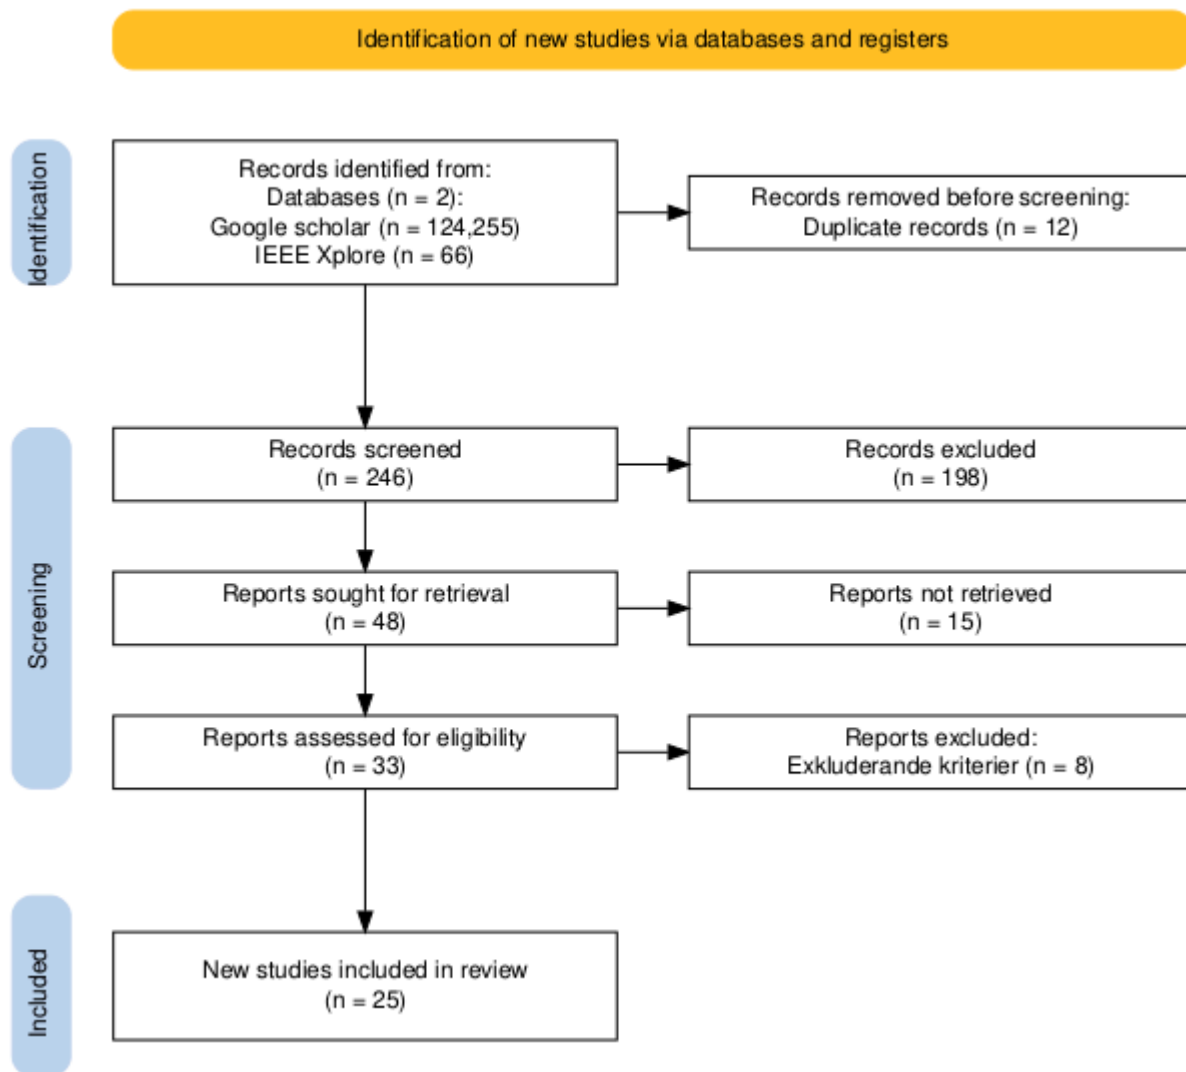 Identification of new studies via databases and registers
Identification
Records identified from:
Databases (n = 2):
Google scholar (n = 124,255)
IEEE Xplore (n = 66)
Records removed before screening:
Duplicate records (n = 12)
Screening
Records screened
(n = 246)
Records excluded
(n = 198)
Reports sought for retrieval
(n = 48)
Reports not retrieved
(n = 15)
Reports assessed for eligibility
(n = 33)
Reports excluded:
Exkluderande kriterier (n = 8)
Included
New studies included in review
(n = 25)